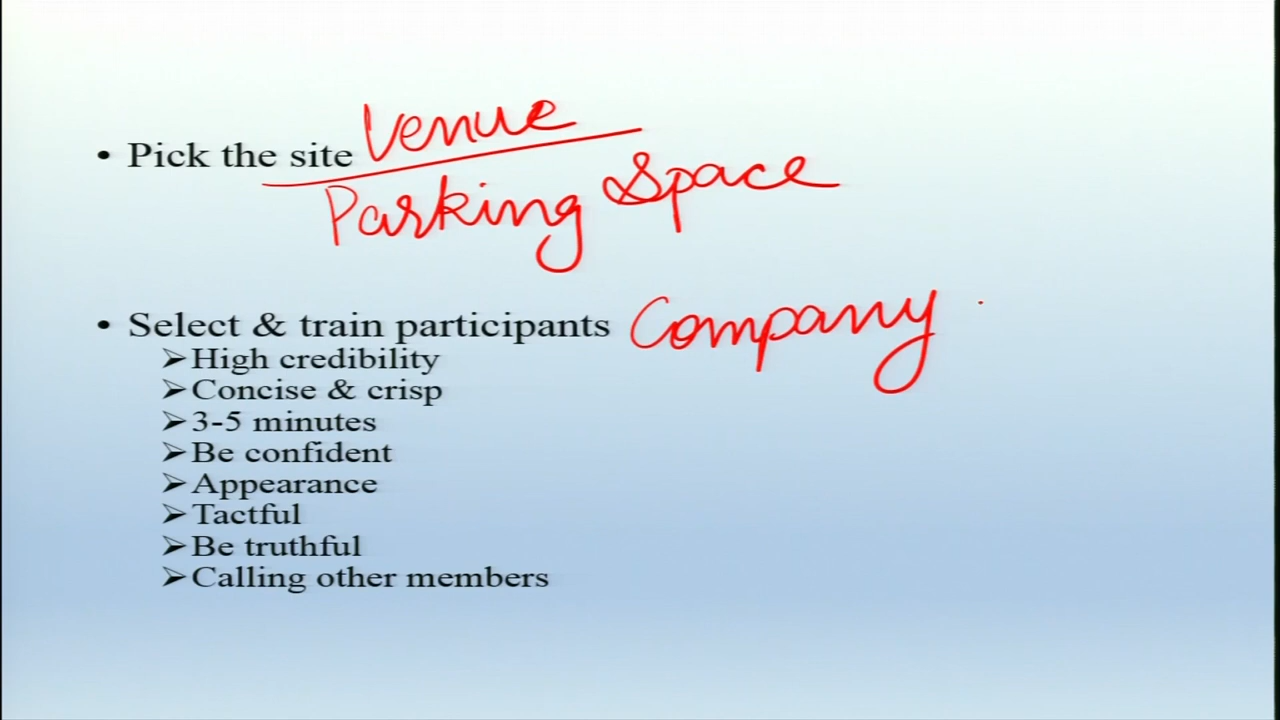 • Pick the site Venue
Parking Space
• Select & train participants Company
➢High credibility
➢Concise & crisp
➢3-5 minutes
➢Be confident
➢Appearance
➢Tactful
➢Be truthful
➢Calling other members